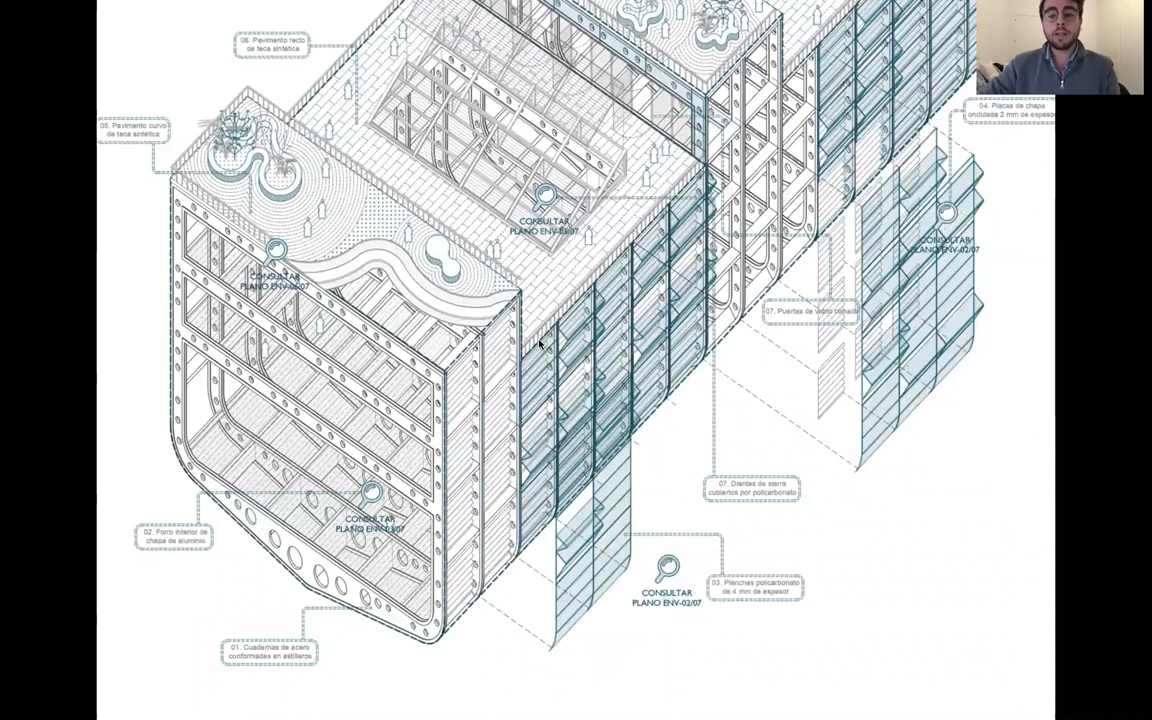 06. Pavimento recto
de teca sintética
05. Pavimento curvo
de teca sintética
04. Placas de chapa
ondulada 2 mm de espesor
CONSULTAR
PLANO ENV-05/07
CONSULTAR
PLANO ENV-02/07
CONSULTAR
PLANO ENV-06/07
07. Puertas de vidrio
07. Dientes de sierra
cubiertos por policarbonato
CONSULTAR
PLANO ENV-03/07
02. Forro interior de
chapa de aluminio
03. Planchas policarbonato
de 4 mm de espesor
CONSULTAR
PLANO ENV-02/07
01. Cuadernas de acero
conformadas en astilleros